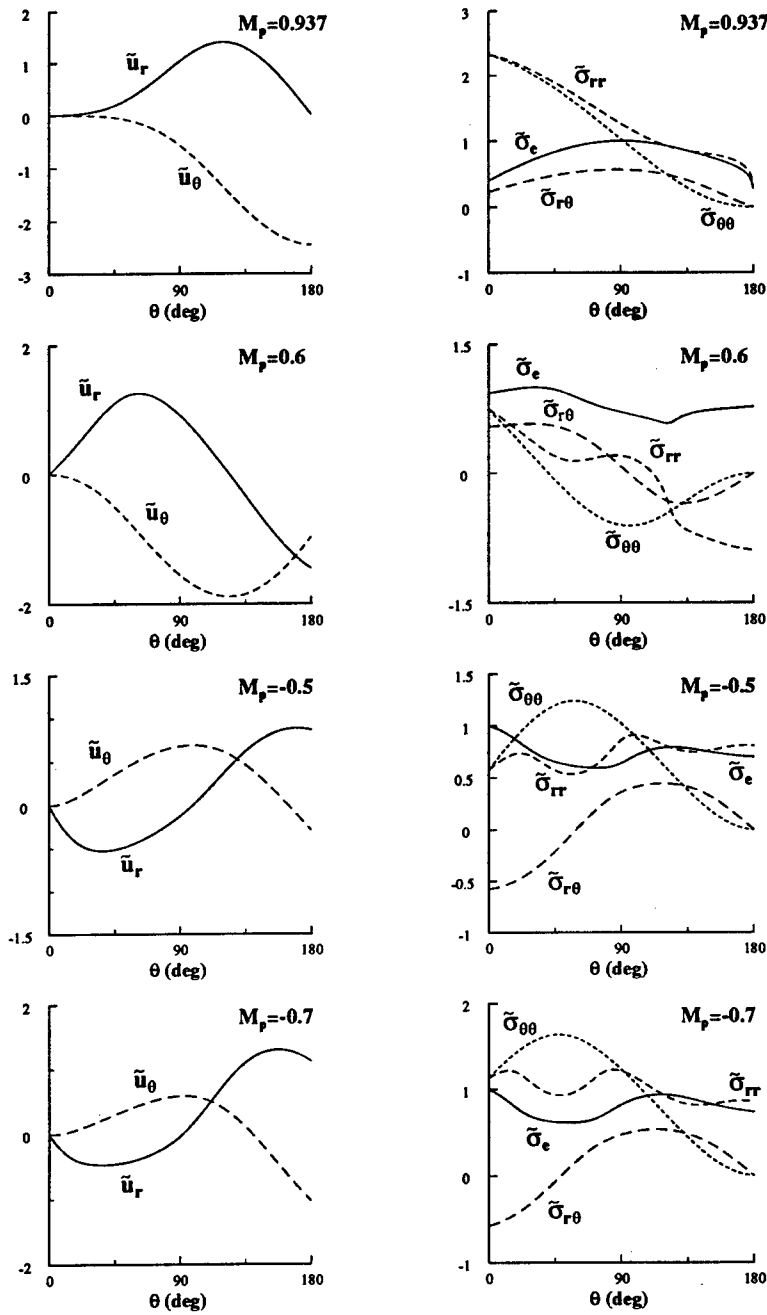 M_p=0.937
2
1
0
-1
-2
-3
ũ_r
ũ_θ
0 90 180
θ (deg)
M_p=0.937
3
2
1
0
-1
σ̃_rr
σ̃_e
σ̃_rθ
σ̃_θθ
0 90 180
θ (deg)
M_p=0.6
2
0
-2
ũ_r
ũ_θ
0 90 180
θ (deg)
M_p=0.6
1.5
0
-1.5
σ̃_e
σ̃_rθ
σ̃_rr
σ̃_θθ
0 90 180
θ (deg)
M_p=-0.5
1.5
0
-1.5
ũ_θ
ũ_r
0 90 180
θ (deg)
M_p=-0.5
1.5
1
0.5
0
-0.5
-1
σ̃_θθ
σ̃_rr
σ̃_e
σ̃_rθ
0 90 180
θ (deg)
M_p=-0.7
2
0
-2
ũ_θ
ũ_r
0 90 180
θ (deg)
M_p=-0.7
2
1
0
-1
σ̃_θθ
σ̃_rr
σ̃_e
σ̃_rθ
0 90 180
θ (deg)